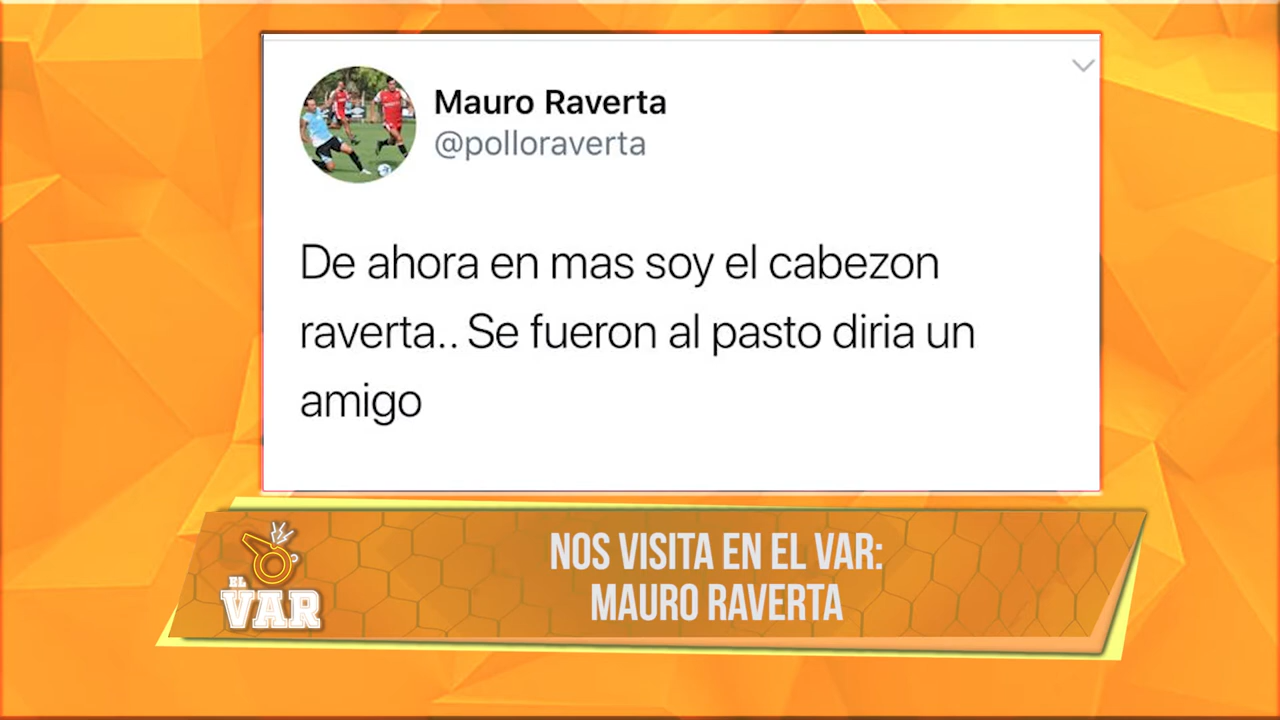 Mauro Raverta
@polloraverta
De ahora en mas soy el cabezon
raverta.. Se fueron al pasto diria un
amigo
EL
VAR
NOS VISITA EN EL VAR:
MAURO RAVERTA